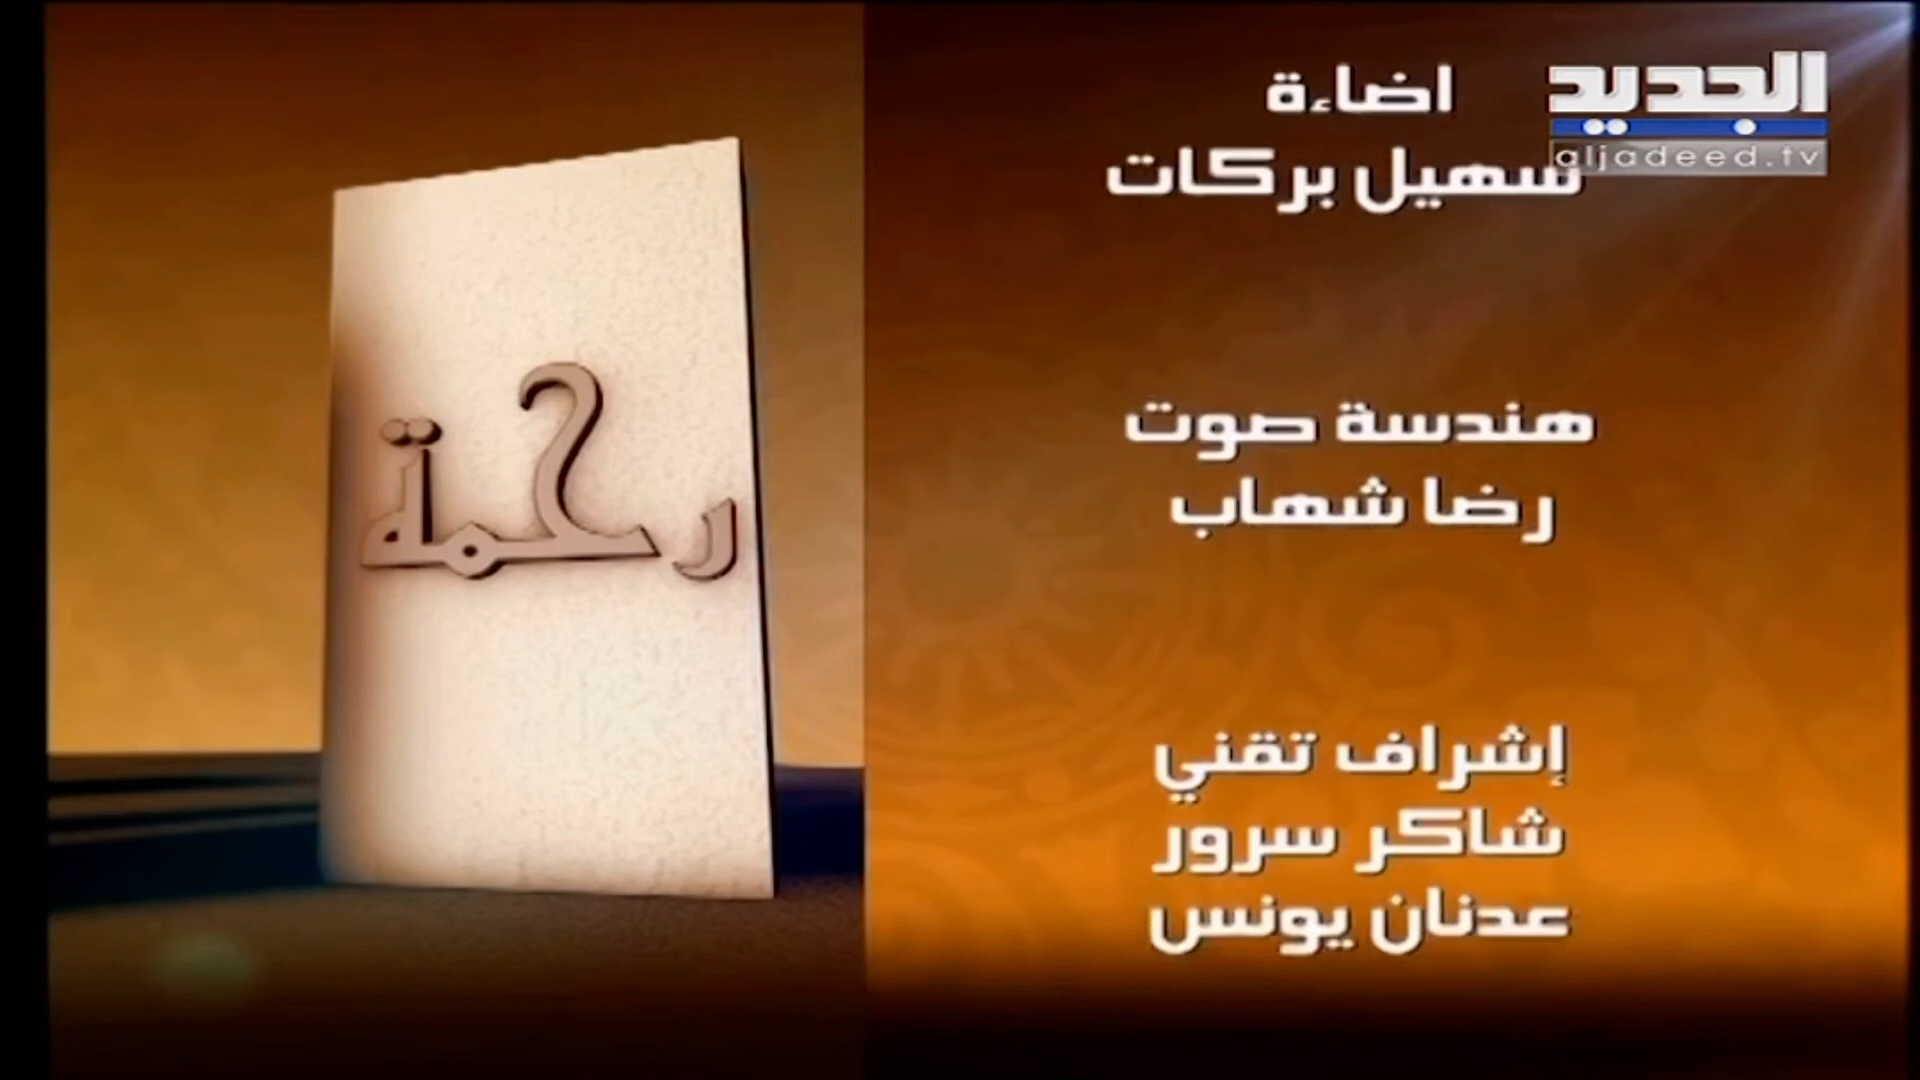 اضاءة
سهيل بركات
الجديد
aljadeed.tv
رحمة
هندسة صوت
رضا شهاب
إشراف تقني
شاكر سرور
عدنان يونس